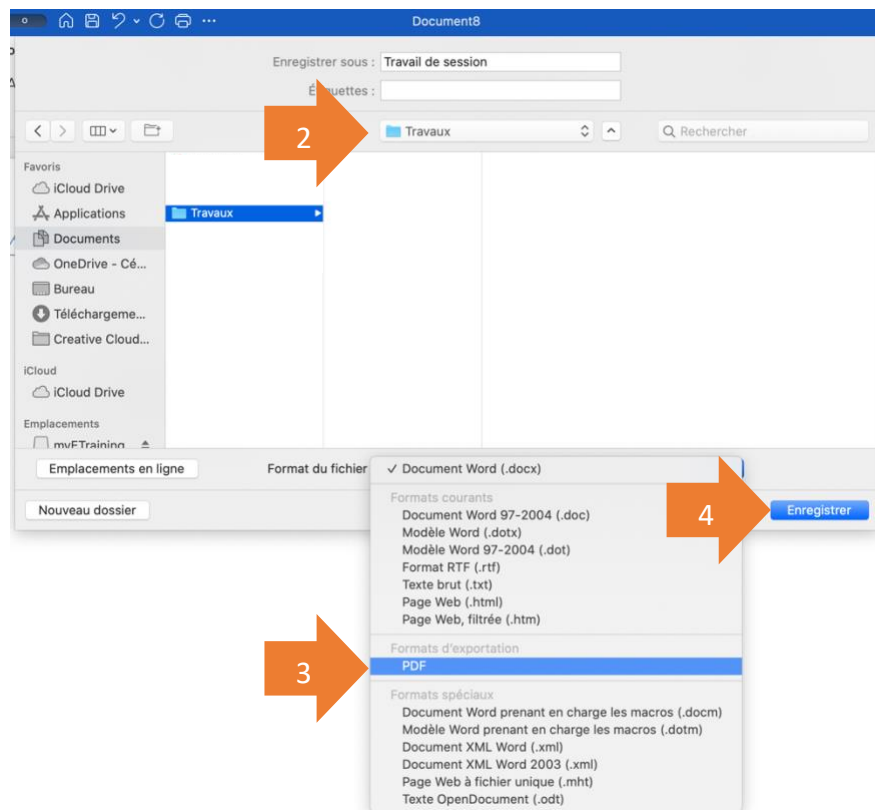 Document8
Enregistrer sous : Travail de session
Étiquettes :
2
Travaux
Rechercher
Favoris
iCloud Drive
Applications
Documents
OneDrive - Cé...
Bureau
Téléchargeme...
Creative Cloud...
iCloud
iCloud Drive
Emplacements
myFTraining
Travaux
Emplacements en ligne
Format du fichier
✓ Document Word (.docx)
Nouveau dossier
4
Enregistrer
Formats courants
Document Word 97-2004 (.doc)
Modèle Word (.dotx)
Modèle Word 97-2004 (.dot)
Format RTF (.rtf)
Texte brut (.txt)
Page Web (.html)
Page Web, filtrée (.htm)
Formats d'exportation
3
PDF
Formats spéciaux
Document Word prenant en charge les macros (.docm)
Modèle Word prenant en charge les macros (.dotm)
Document XML Word (.xml)
Document XML Word 2003 (.xml)
Page Web à fichier unique (.mht)
Texte OpenDocument (.odt)